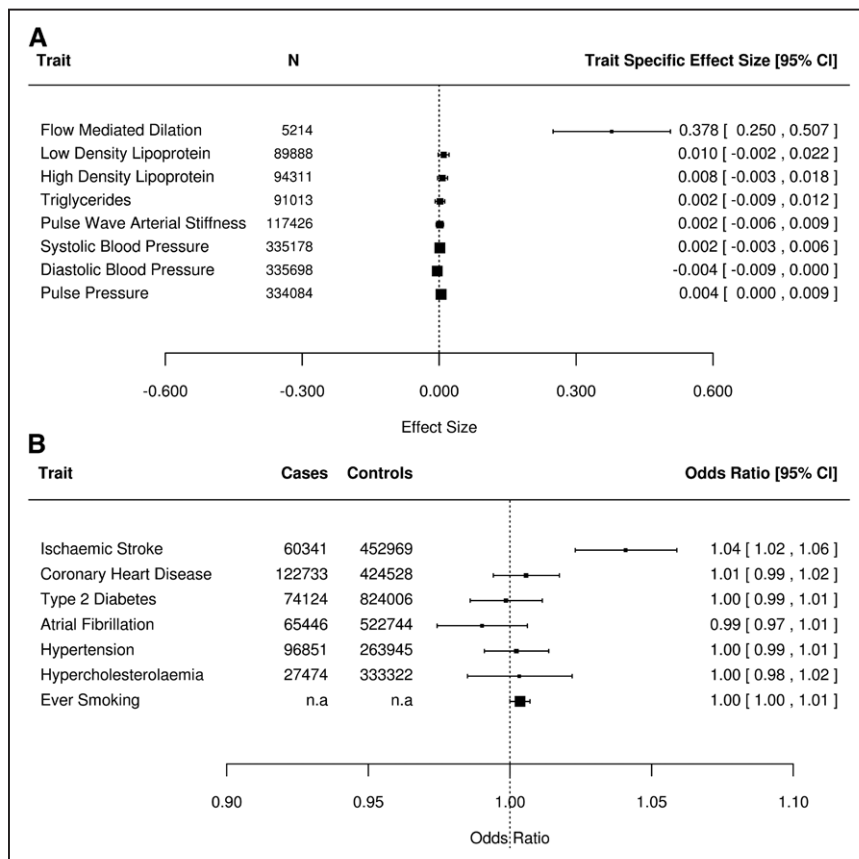 A
Trait N Trait Specific Effect Size [95% CI]
Flow Mediated Dilation 5214 0.378 [ 0.250 , 0.507 ]
Low Density Lipoprotein 89888 0.010 [ -0.002 , 0.022 ]
High Density Lipoprotein 94311 0.008 [ -0.003 , 0.018 ]
Triglycerides 91013 0.002 [ -0.009 , 0.012 ]
Pulse Wave Arterial Stiffness 117426 0.002 [ -0.006 , 0.009 ]
Systolic Blood Pressure 335178 0.002 [ -0.003 , 0.006 ]
Diastolic Blood Pressure 335698 -0.004 [ -0.009 , 0.000 ]
Pulse Pressure 334084 0.004 [ 0.000 , 0.009 ]
-0.600 -0.300 0.000 0.300 0.600
Effect Size
B
Trait Cases Controls Odds Ratio [95% CI]
Ischaemic Stroke 60341 452969 1.04 [ 1.02 , 1.06 ]
Coronary Heart Disease 122733 424528 1.01 [ 0.99 , 1.02 ]
Type 2 Diabetes 74124 824006 1.00 [ 0.99 , 1.01 ]
Atrial Fibrillation 65446 522744 0.99 [ 0.97 , 1.01 ]
Hypertension 96851 263945 1.00 [ 0.99 , 1.01 ]
Hypercholesterolaemia 27474 333322 1.00 [ 0.98 , 1.02 ]
Ever Smoking n.a n.a 1.00 [ 1.00 , 1.01 ]
0.90 0.95 1.00 1.05 1.10
Odds Ratio